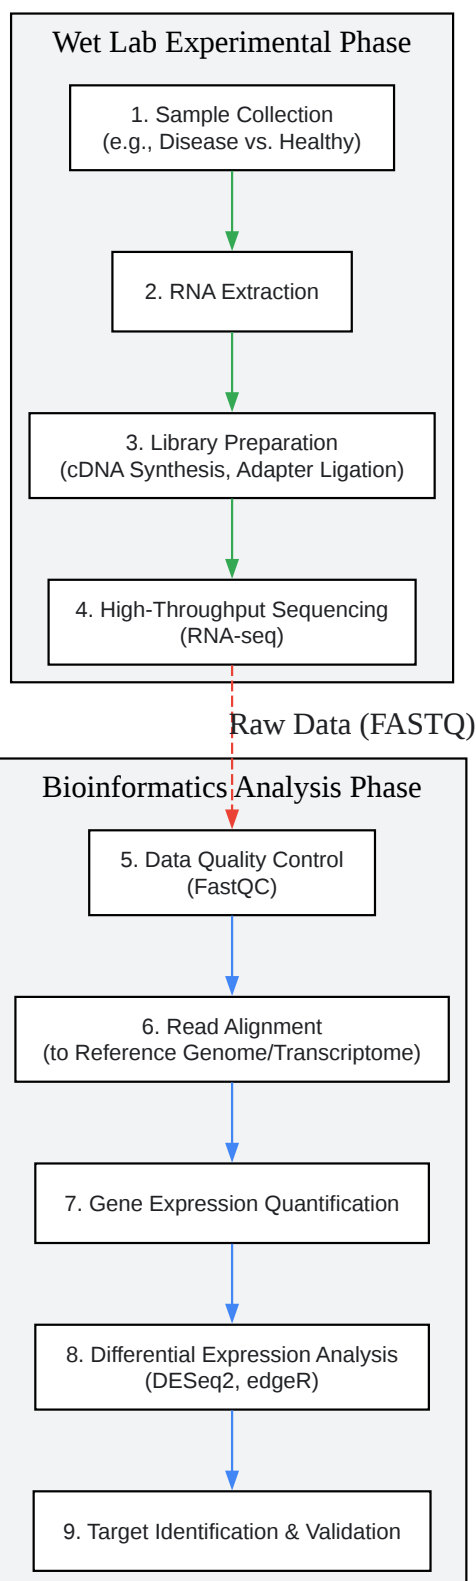 Wet Lab Experimental Phase
1. Sample Collection
(e.g., Disease vs. Healthy)
2. RNA Extraction
3. Library Preparation
(cDNA Synthesis, Adapter Ligation)
4. High-Throughput Sequencing
(RNA-seq)
Raw Data (FASTQ)
Bioinformatics Analysis Phase
5. Data Quality Control
(FastQC)
6. Read Alignment
(to Reference Genome/Transcriptome)
7. Gene Expression Quantification
8. Differential Expression Analysis
(DESeq2, edgeR)
9. Target Identification & Validation